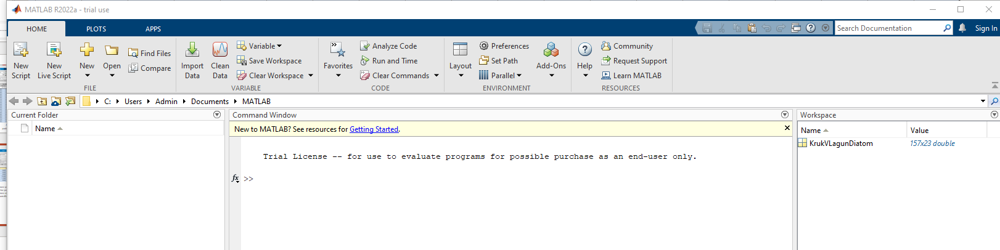 MATLAB R2022a - trial use
HOME PLOTS APPS
Search Documentation
Sign In
New Script
New Live Script
New
Open
Find Files
Compare
FILE
Import Data
Clean Data
Variable
Save Workspace
Clear Workspace
VARIABLE
Favorites
Analyze Code
Run and Time
Clear Commands
CODE
Layout
Preferences
Set Path
Parallel
Add-Ons
ENVIRONMENT
Help
Community
Request Support
Learn MATLAB
RESOURCES
C: Users Admin Documents MATLAB
Current Folder
Name
Command Window
New to MATLAB? See resources for Getting Started.
Trial License -- for use to evaluate programs for possible purchase as an end-user only.
fx >>
Workspace
Name Value
KrukVLagunDiatom 157x23 double